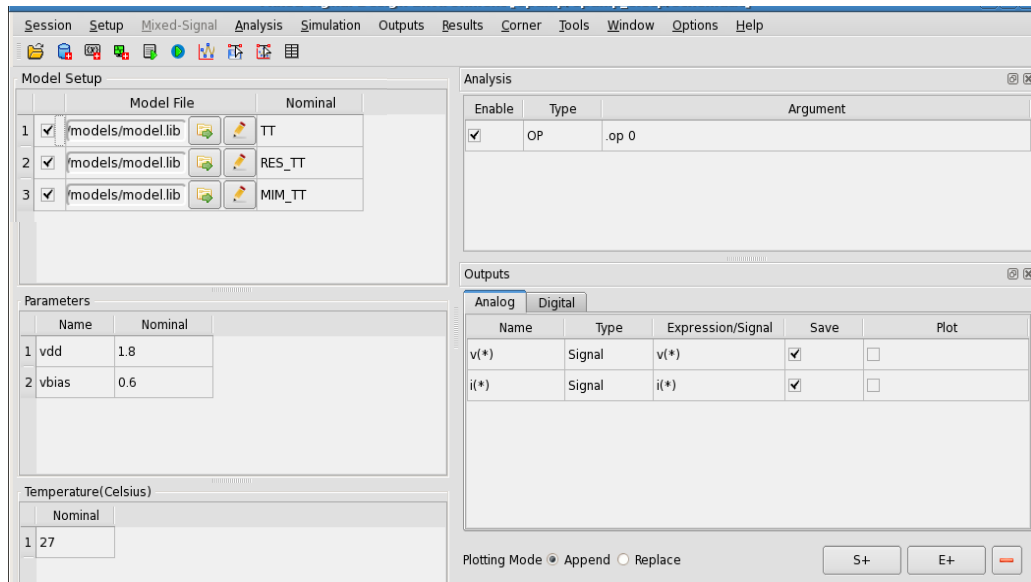 Session Setup Mixed-Signal Analysis Simulation Outputs Results Corner Tools Window Options Help
Model Setup
Model File Nominal
1 /models/model.lib TT
2 /models/model.lib RES_TT
3 /models/model.lib MIM_TT
Parameters
Name Nominal
1 vdd 1.8
2 vbias 0.6
Temperature(Celsius)
Nominal
1 27
Analysis
Enable Type Argument
OP .op 0
Outputs
Analog Digital
Name Type Expression/Signal Save Plot
v(*) Signal v(*)
i(*) Signal i(*)
Plotting Mode Append Replace S+ E+